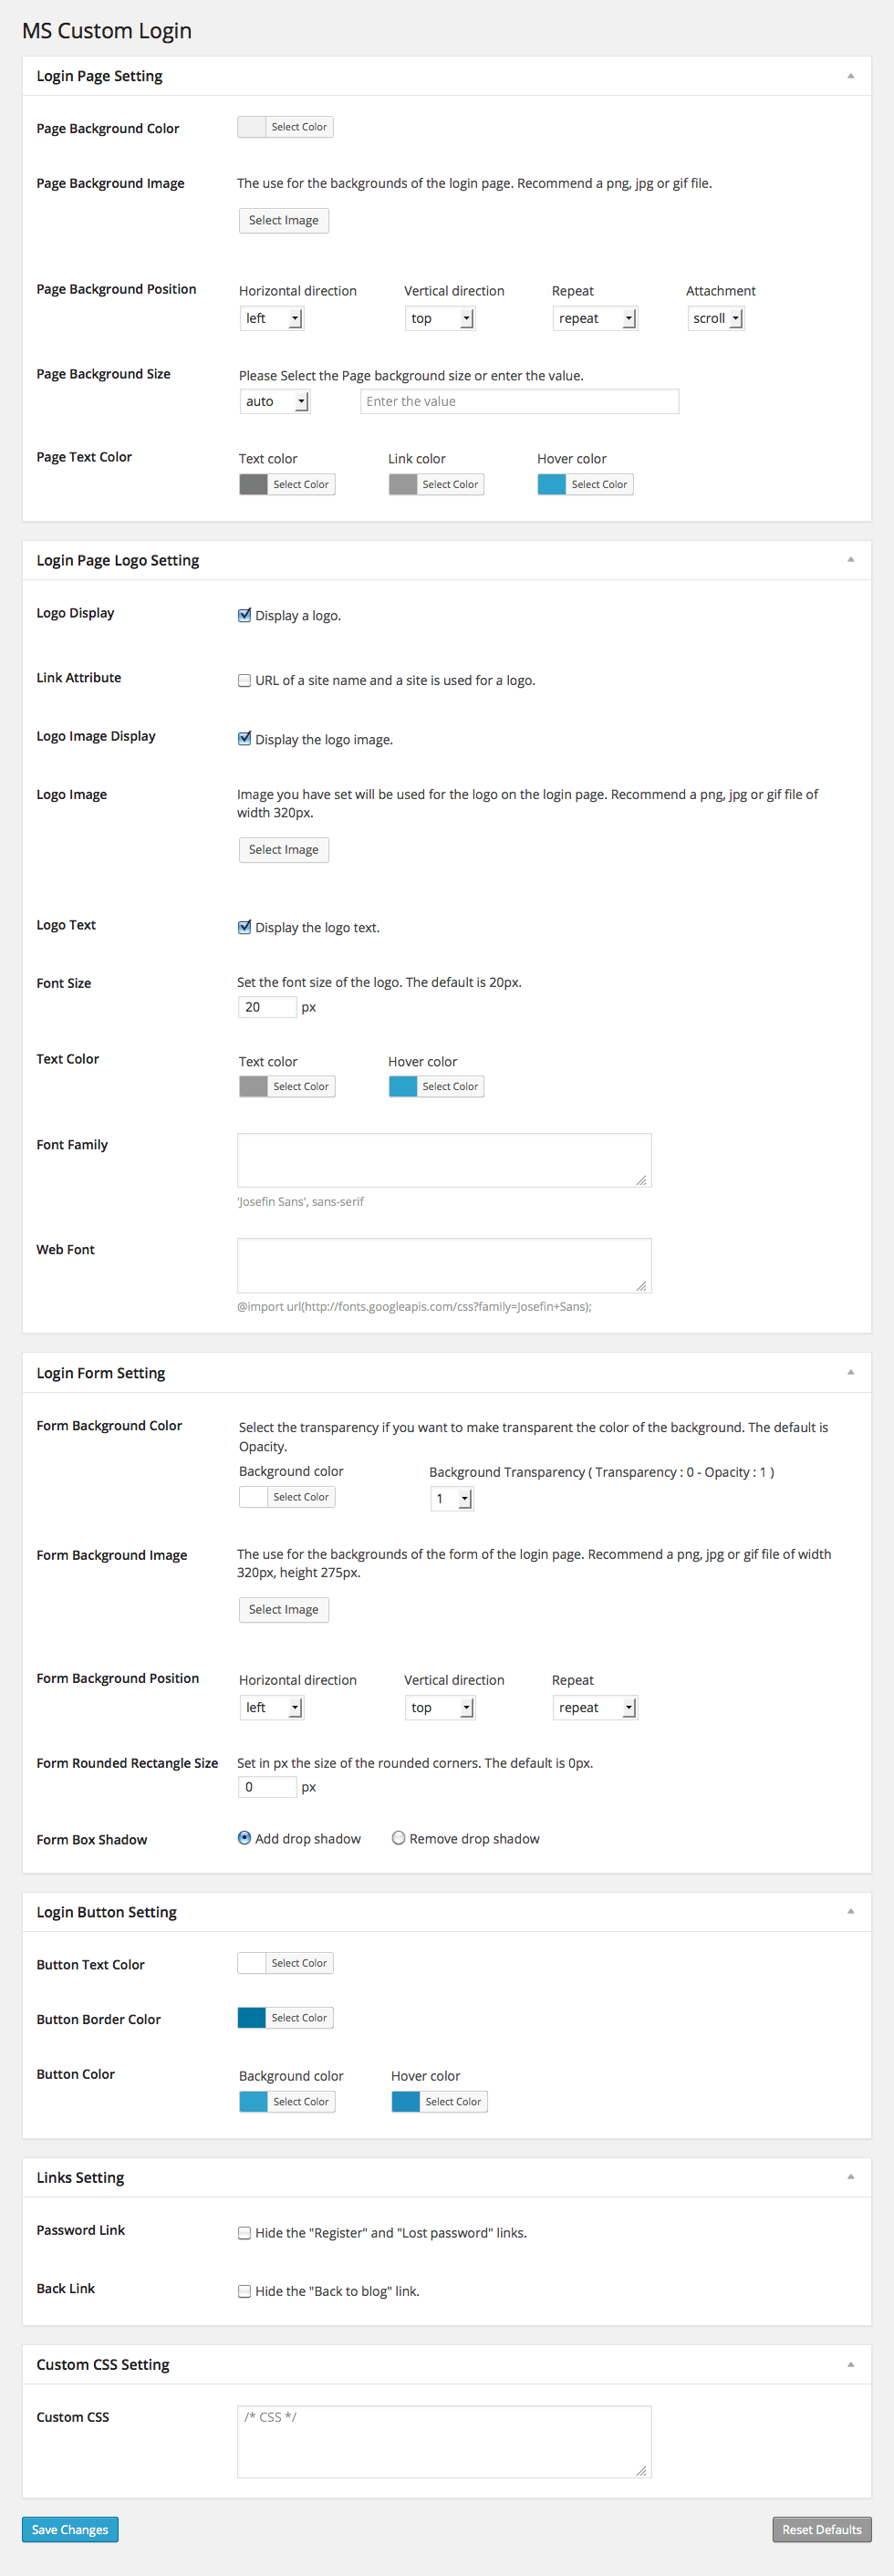 MS Custom Login
Login Page Setting
Page Background Color
Select Color
Page Background Image
The use for the backgrounds of the login page. Recommend a png, jpg or gif file.
Select Image
Page Background Position
Horizontal direction Vertical direction Repeat Attachment
left top repeat scroll
Page Background Size
Please Select the Page background size or enter the value.
auto Enter the value
Page Text Color
Text color Link color Hover color
Select Color Select Color Select Color
Login Page Logo Setting
Logo Display
Display a logo.
Link Attribute
URL of a site name and a site is used for a logo.
Logo Image Display
Display the logo image.
Logo Image
Image you have set will be used for the logo on the login page. Recommend a png, jpg or gif file of
width 320px.
Select Image
Logo Text
Display the logo text.
Font Size
Set the font size of the logo. The default is 20px.
20 px
Text Color
Text color Hover color
Select Color Select Color
Font Family
'Josefin Sans', sans-serif
Web Font
@import url(http://fonts.googleapis.com/css?family=Josefin+Sans);
Login Form Setting
Form Background Color
Select the transparency if you want to make transparent the color of the background. The default is
Opacity.
Background color Background Transparency ( Transparency : 0 - Opacity : 1 )
Select Color 1
Form Background Image
The use for the backgrounds of the form of the login page. Recommend a png, jpg or gif file of width
320px, height 275px.
Select Image
Form Background Position
Horizontal direction Vertical direction Repeat
left top repeat
Form Rounded Rectangle Size
Set in px the size of the rounded corners. The default is 0px.
0 px
Form Box Shadow
Add drop shadow Remove drop shadow
Login Button Setting
Button Text Color
Select Color
Button Border Color
Select Color
Button Color
Background color Hover color
Select Color Select Color
Links Setting
Password Link
Hide the "Register" and "Lost password" links.
Back Link
Hide the "Back to blog" link.
Custom CSS Setting
Custom CSS
/* CSS */
Save Changes Reset Defaults